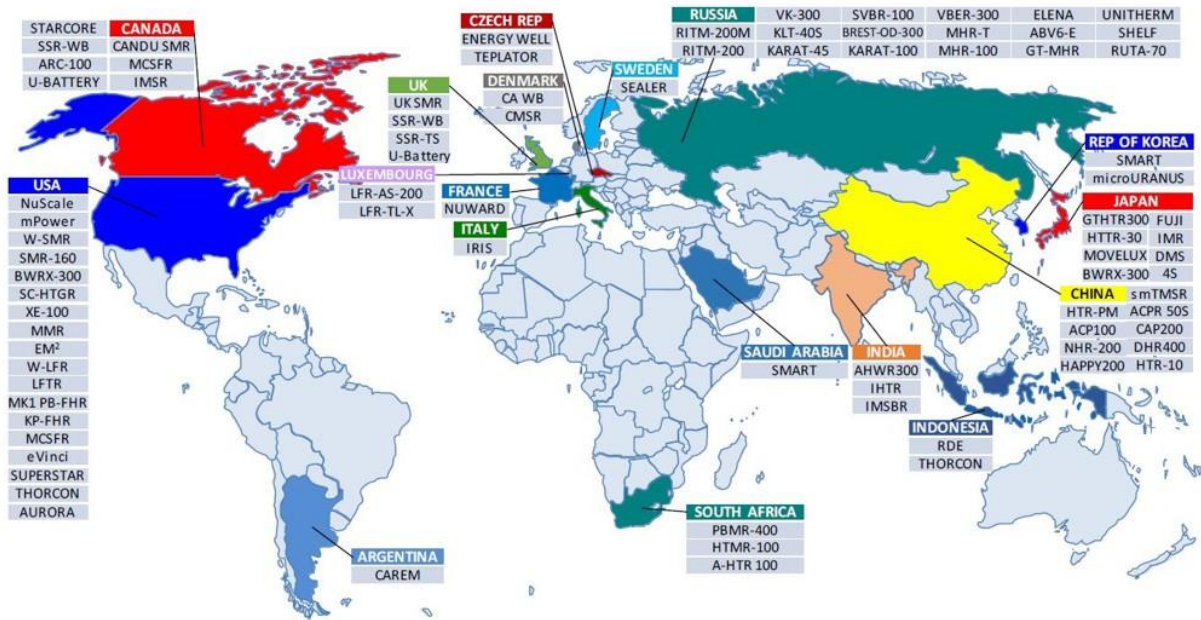 STARCORE CANADA
SSR-WB CANDU SMR
ARC-100 MCSFR
U-BATTERY IMSR
USA
NuScale
mPower
W-SMR
SMR-160
BWRX-300
SC-HTGR
XE-100
MMR
EM²
W-LFR
LFTR
MK1 PB-FHR
KP-FHR
MCSFR
eVinci
SUPERSTAR
THORCON
AURORA
ARGENTINA
CAREM
UK
UK SMR
SSR-WB
SSR-TS
U-Battery
LUXEMBOURG
LFR-AS-200
LFR-TL-X
CZECH REP
ENERGY WELL
TEPLATOR
DENMARK
CA WB
CMSR
SWEDEN
SEALER
FRANCE
NUWARD
ITALY
IRIS
RUSSIA VK-300 SVBR-100 VBER-300 ELENA UNITHERM
RITM-200M KLT-40S BREST-OD-300 MHR-T ABV6-E SHELF
RITM-200 KARAT-45 KARAT-100 MHR-100 GT-MHR RUTA-70
REP OF KOREA
SMART
microURANUS
JAPAN
GTHTR300 FUJI
HTTR-30 IMR
MOVELUX DMS
BWRX-300 4S
CHINA smTMSR
HTR-PM ACPR 50S
ACP100 CAP200
NHR-200 DHR400
HAPPY200 HTR-10
SAUDI ARABIA
SMART
INDIA
AHWR300
IHTR
IMSBR
INDONESIA
RDE
THORCON
SOUTH AFRICA
PBMR-400
HTMR-100
A-HTR 100